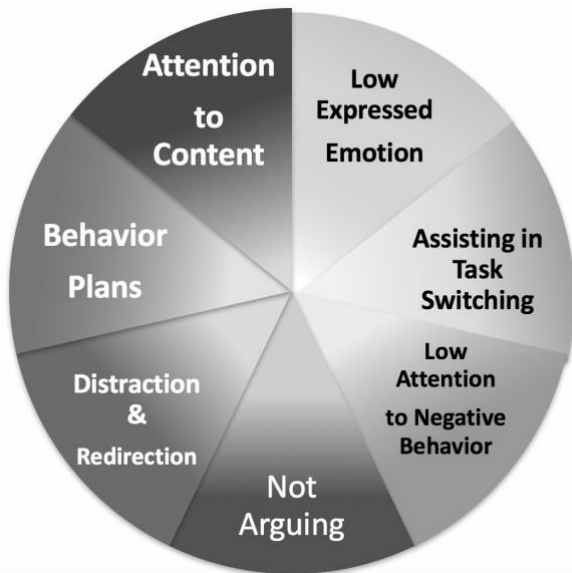 Attention
to
Content
Low
Expressed
Emotion
Assisting in
Task
Switching
Low
Attention
to Negative
Behavior
Not
Arguing
Distraction
&
Redirection
Behavior
Plans